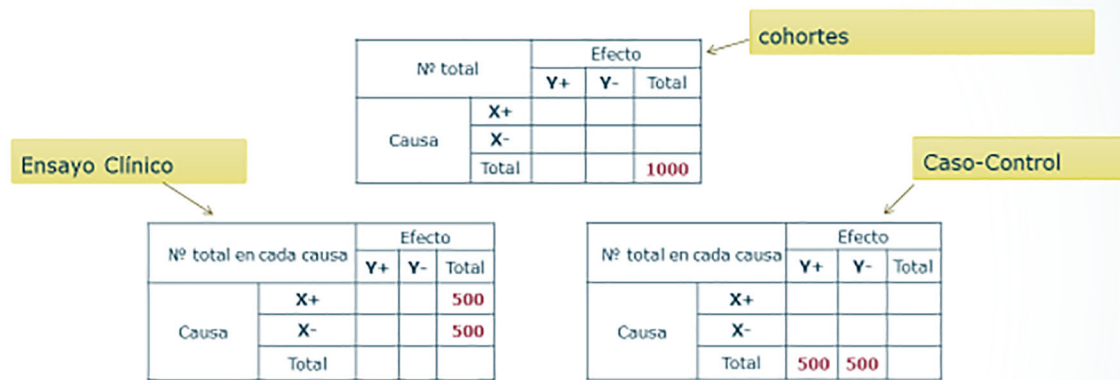 cohortes
Nº total
Efecto
Y+ Y- Total
Causa
X+
X-
Total 1000
Ensayo Clínico
Nº total en cada causa
Efecto
Y+ Y- Total
Causa
X+ 500
X- 500
Total
Caso-Control
Nº total en cada causa
Efecto
Y+ Y- Total
Causa
X+
X-
Total 500 500